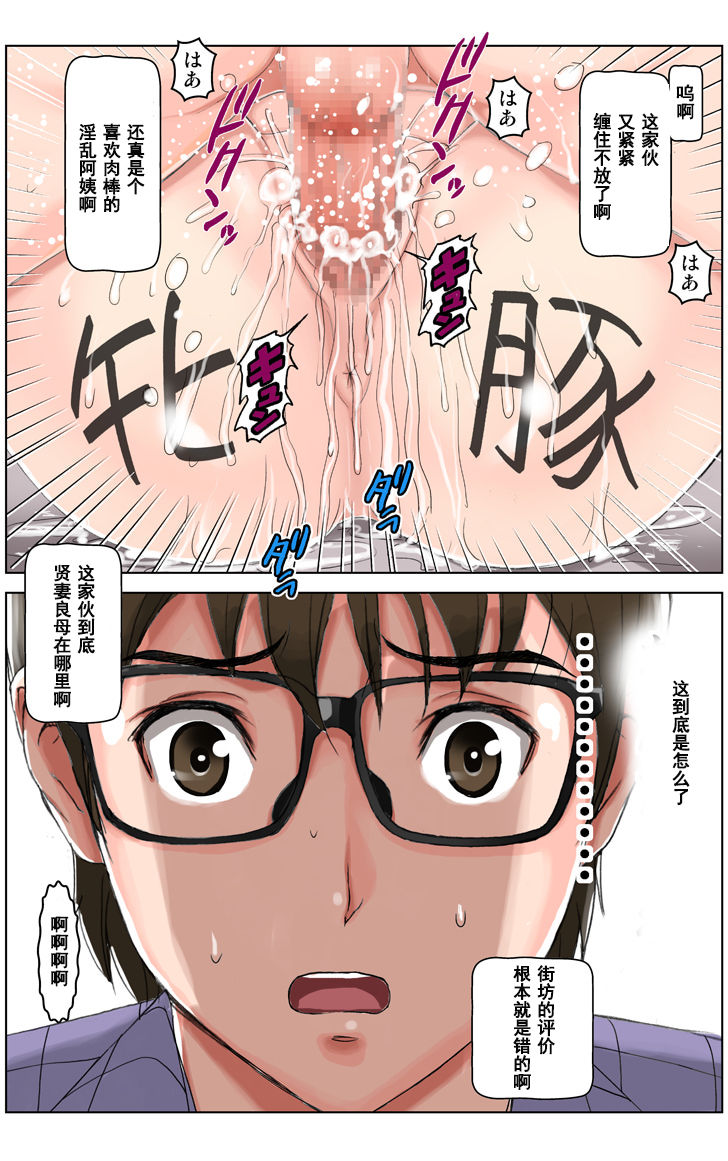 呜啊
这家伙
又紧紧
缠住不放了啊
はぁ
はぁ
はぁ
还真是个
喜欢肉棒的
淫乱阿姨啊
ドクン
ドクン
キュン
キュン
牝豚
ダラ
ダラ
这家伙到底
贤妻良母在哪里啊
这到底是怎么了
啊啊啊啊
街坊的评价
根本就是错的啊